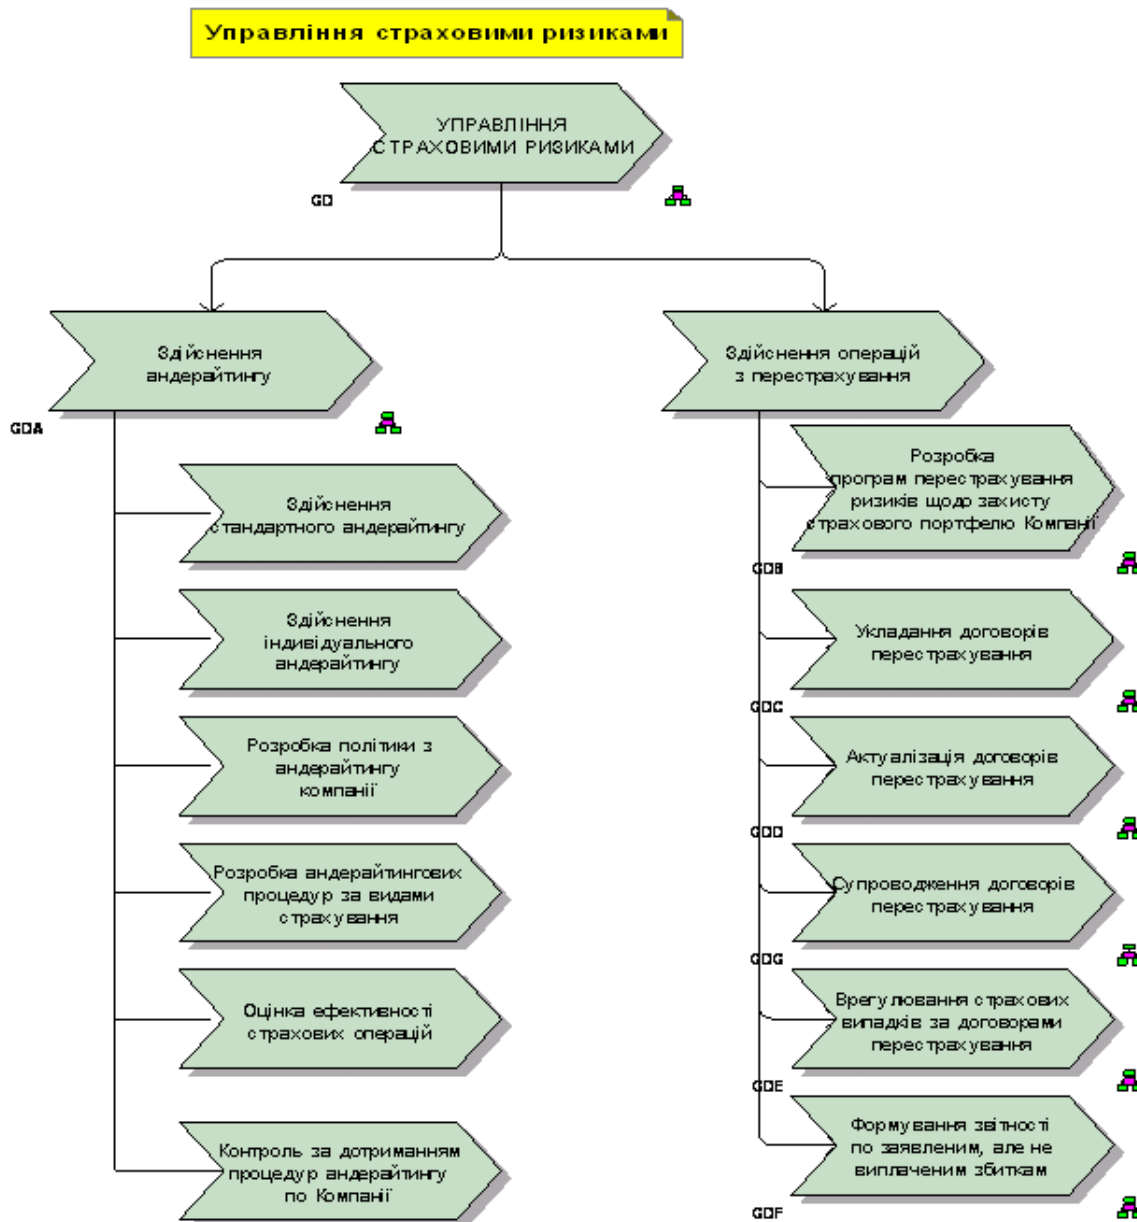 Управління страховими ризиками
УПРАВЛІННЯ
СТРАХОВИМИ РИЗИКАМИ
GD
Здійснення
андерайтингу
GDA
Здійснення
стандартного андерайтингу
Здійснення
індивідуального
андерайтингу
Розробка політики з
андерайтингу
компанії
Розробка андерайтингових
процедур за видами
страхування
Оцінка ефективності
страхових операцій
Контроль за дотриманням
процедур андерайтингу
по Компанії
Здійснення операцій
з перестрахування
Розробка
програм перестрахування
ризиків щодо захисту
страхового портфелю Компанії
GDB
Укладання договорів
перестрахування
GDC
Актуалізація договорів
перестрахування
GDD
Супроводження договорів
перестрахування
GDG
Врегулювання страхових
випадків за договорами
перестрахування
GDE
Формування звітності
по заявленим, але не
виплаченим збиткам
GDF